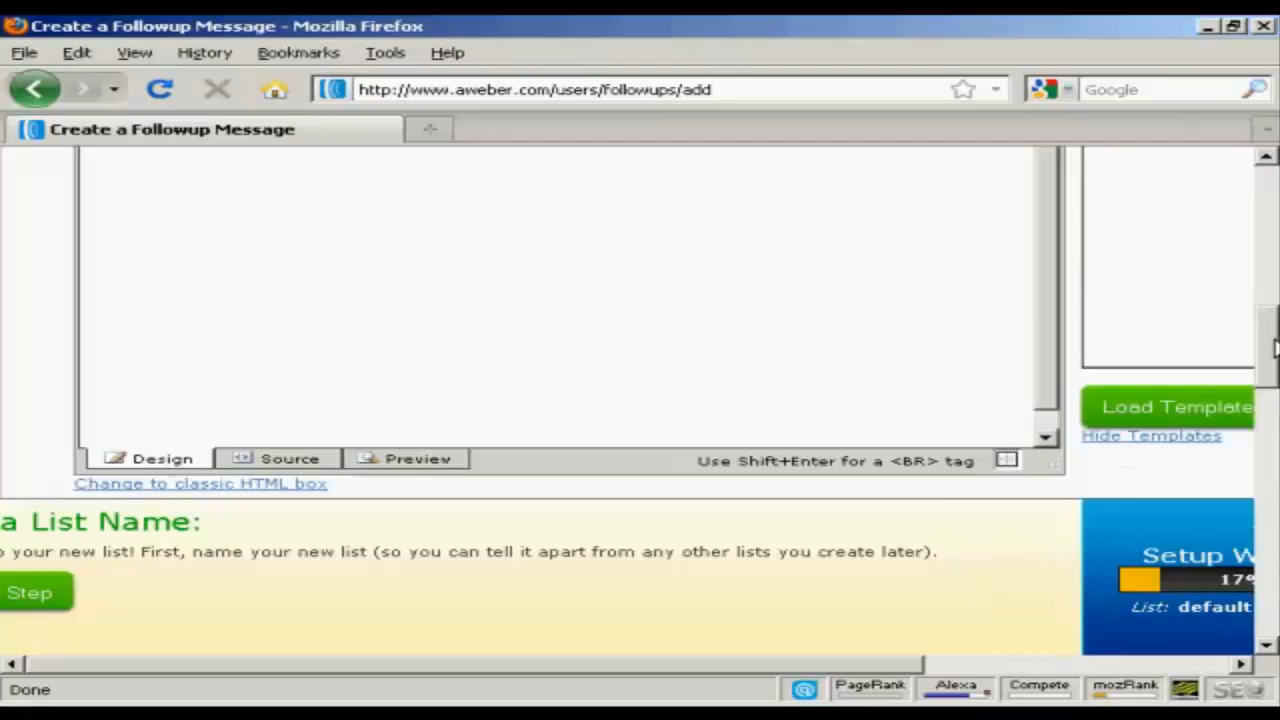 Create a Followup Message - Mozilla Firefox
File Edit View History Bookmarks Tools Help
http://www.aweber.com/users/followups/add
Google
Create a Followup Message
Load Template
Hide Templates
Design Source Preview Use Shift+Enter for a <BR> tag
Change to classic HTML box
a List Name:
your new list! First, name your new list (so you can tell it apart from any other lists you create later).
Step
Setup W
17%
List: default
Done PageRank Alexa Compete mozRank SEO